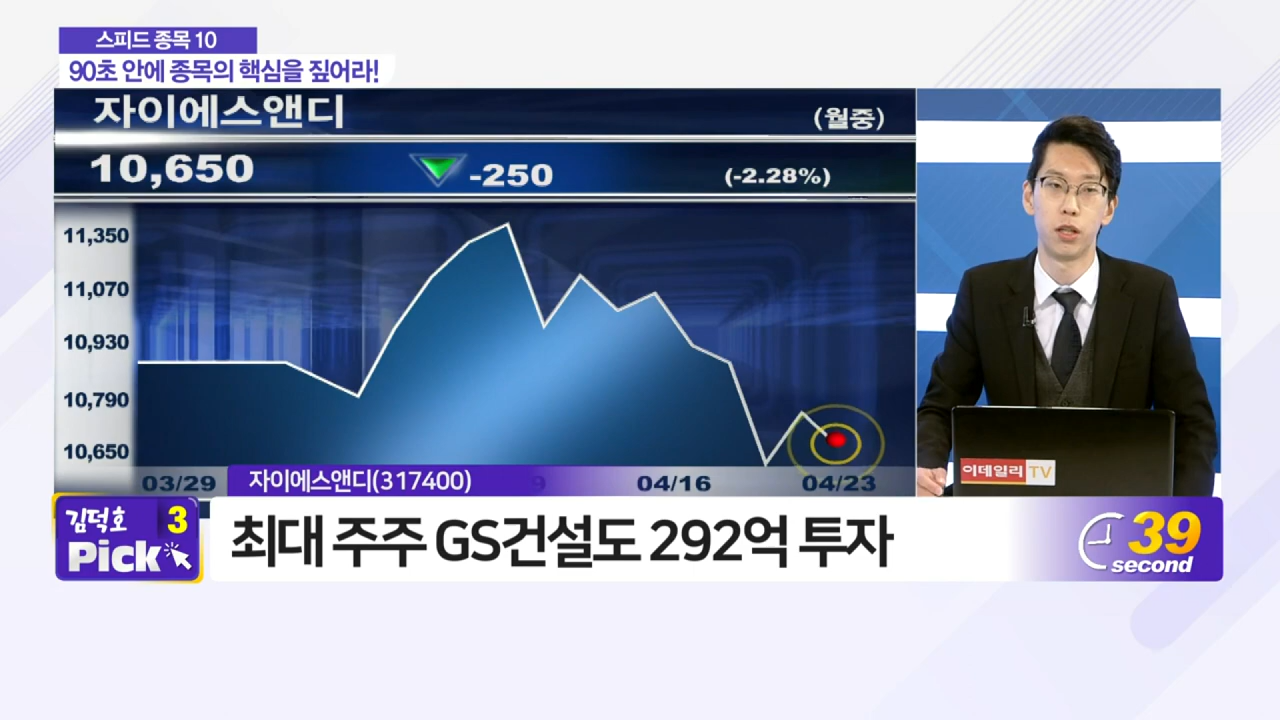 스피드 종목 10
90초 안에 종목의 핵심을 짚어라!
자이에스앤디
(월중)
10,650
-250
(-2.28%)
11,350
11,070
10,930
10,790
10,650
03/29
9
04/16
04/23
자이에스앤디(317400)
이데일리 TV
김덕호 3
Pick
최대 주주 GS건설도 292억 투자
39
second